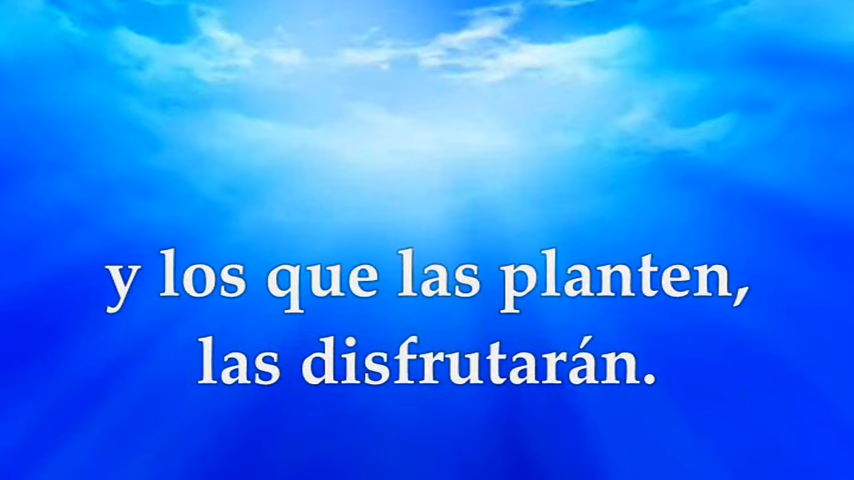 y los que las planten,
las disfrutarán.